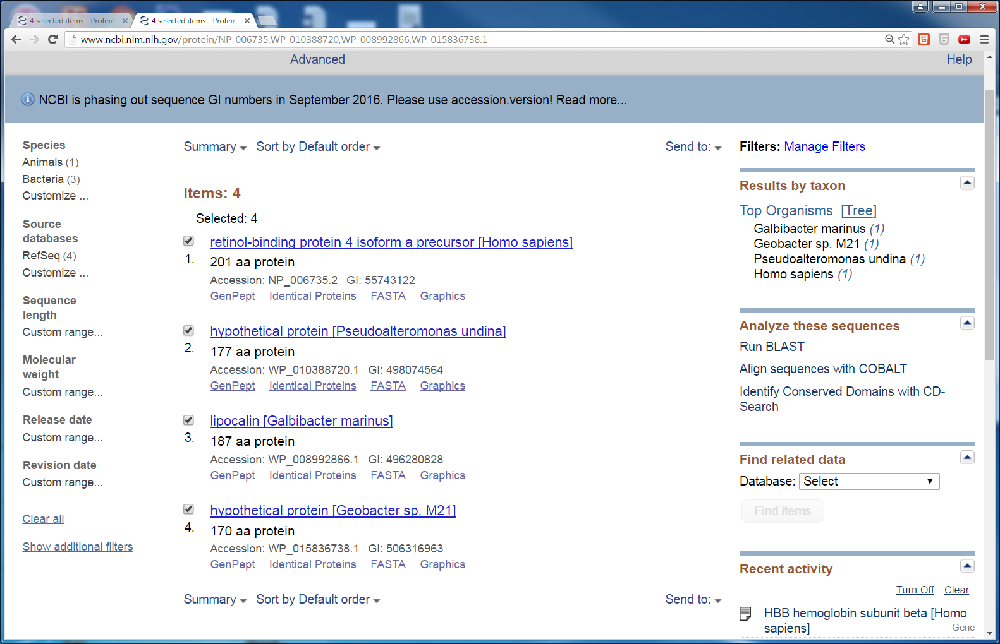 4 selected items - Protein
4 selected items - Protein
www.ncbi.nlm.nih.gov/protein/NP_006735,WP_010388720,WP_008992866,WP_015836738.1
Advanced
Help
NCBI is phasing out sequence GI numbers in September 2016. Please use accession.version! Read more...
Species
Animals (1)
Bacteria (3)
Customize ...
Source
databases
RefSeq (4)
Customize ...
Sequence
length
Custom range...
Molecular
weight
Custom range...
Release date
Custom range...
Revision date
Custom range...
Clear all
Show additional filters
Summary Sort by Default order Send to:
Items: 4
Selected: 4
retinol-binding protein 4 isoform a precursor [Homo sapiens]
1. 201 aa protein
Accession: NP_006735.2 GI: 55743122
GenPept Identical Proteins FASTA Graphics
hypothetical protein [Pseudoalteromonas undina]
2. 177 aa protein
Accession: WP_010388720.1 GI: 498074564
GenPept Identical Proteins FASTA Graphics
lipocalin [Galbibacter marinus]
3. 187 aa protein
Accession: WP_008992866.1 GI: 496280828
GenPept Identical Proteins FASTA Graphics
hypothetical protein [Geobacter sp. M21]
4. 170 aa protein
Accession: WP_015836738.1 GI: 506316963
GenPept Identical Proteins FASTA Graphics
Summary Sort by Default order Send to:
Filters: Manage Filters
Results by taxon
Top Organisms [Tree]
Galbibacter marinus (1)
Geobacter sp. M21 (1)
Pseudoalteromonas undina (1)
Homo sapiens (1)
Analyze these sequences
Run BLAST
Align sequences with COBALT
Identify Conserved Domains with CD-
Search
Find related data
Database: Select
Find items
Recent activity
Turn Off Clear
HBB hemoglobin subunit beta [Homo
sapiens] Gene